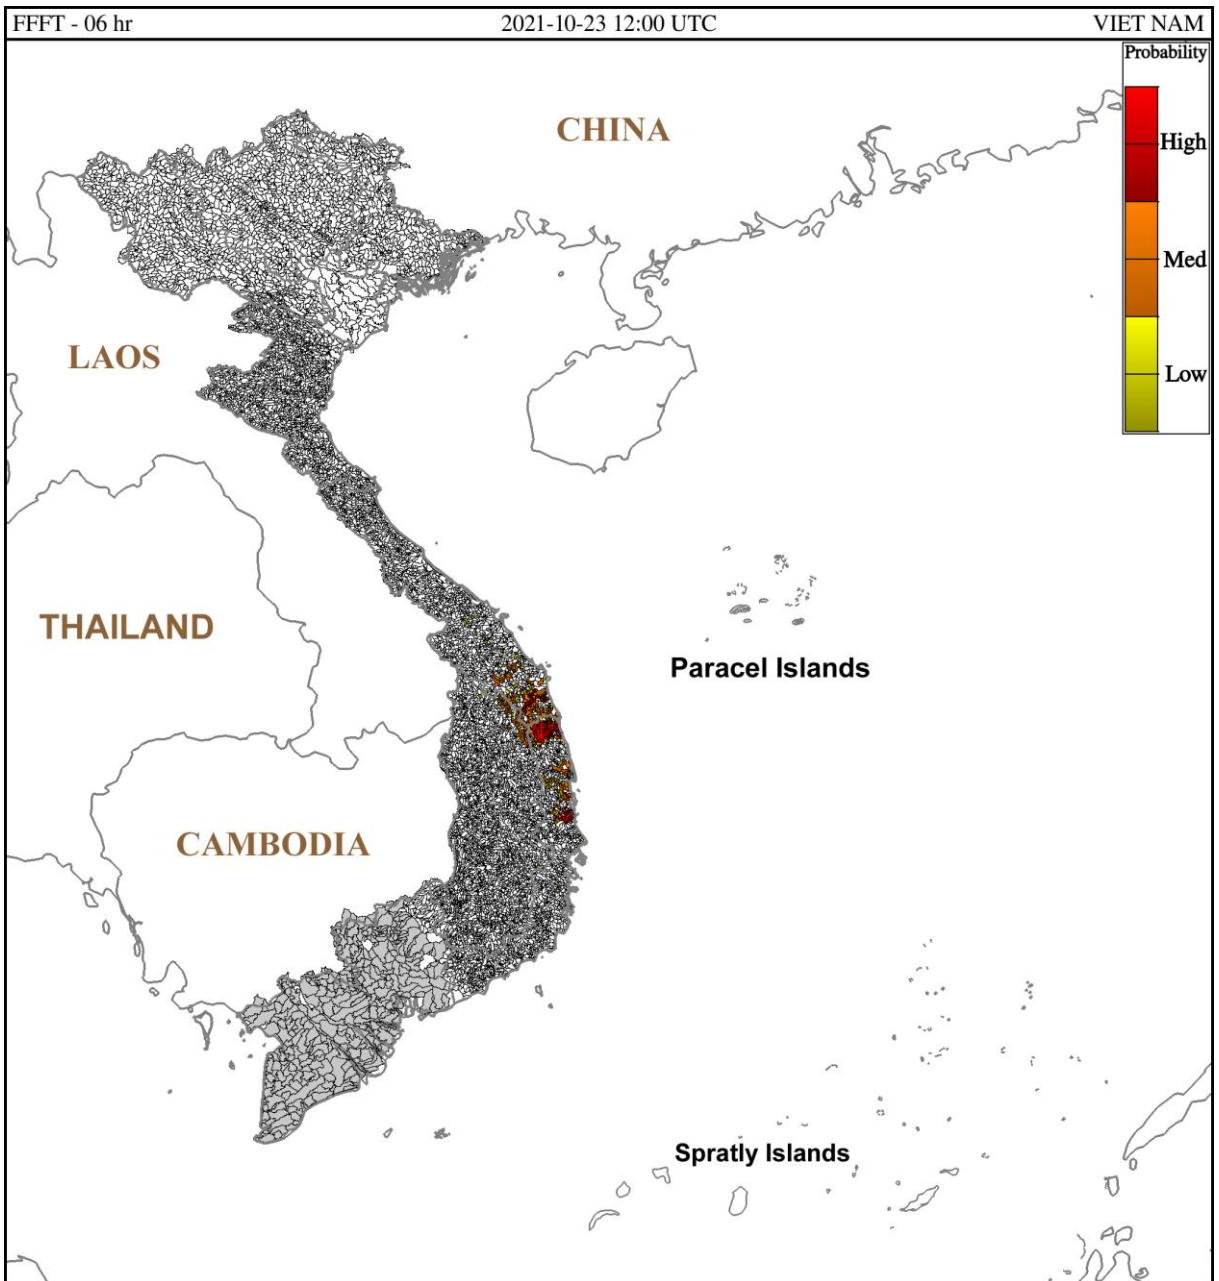 FFFT - 06 hr 2021-10-23 12:00 UTC VIET NAM
Probability
CHINA
High
Med
LAOS
Low
THAILAND
Paracel Islands
CAMBODIA
Spratly Islands